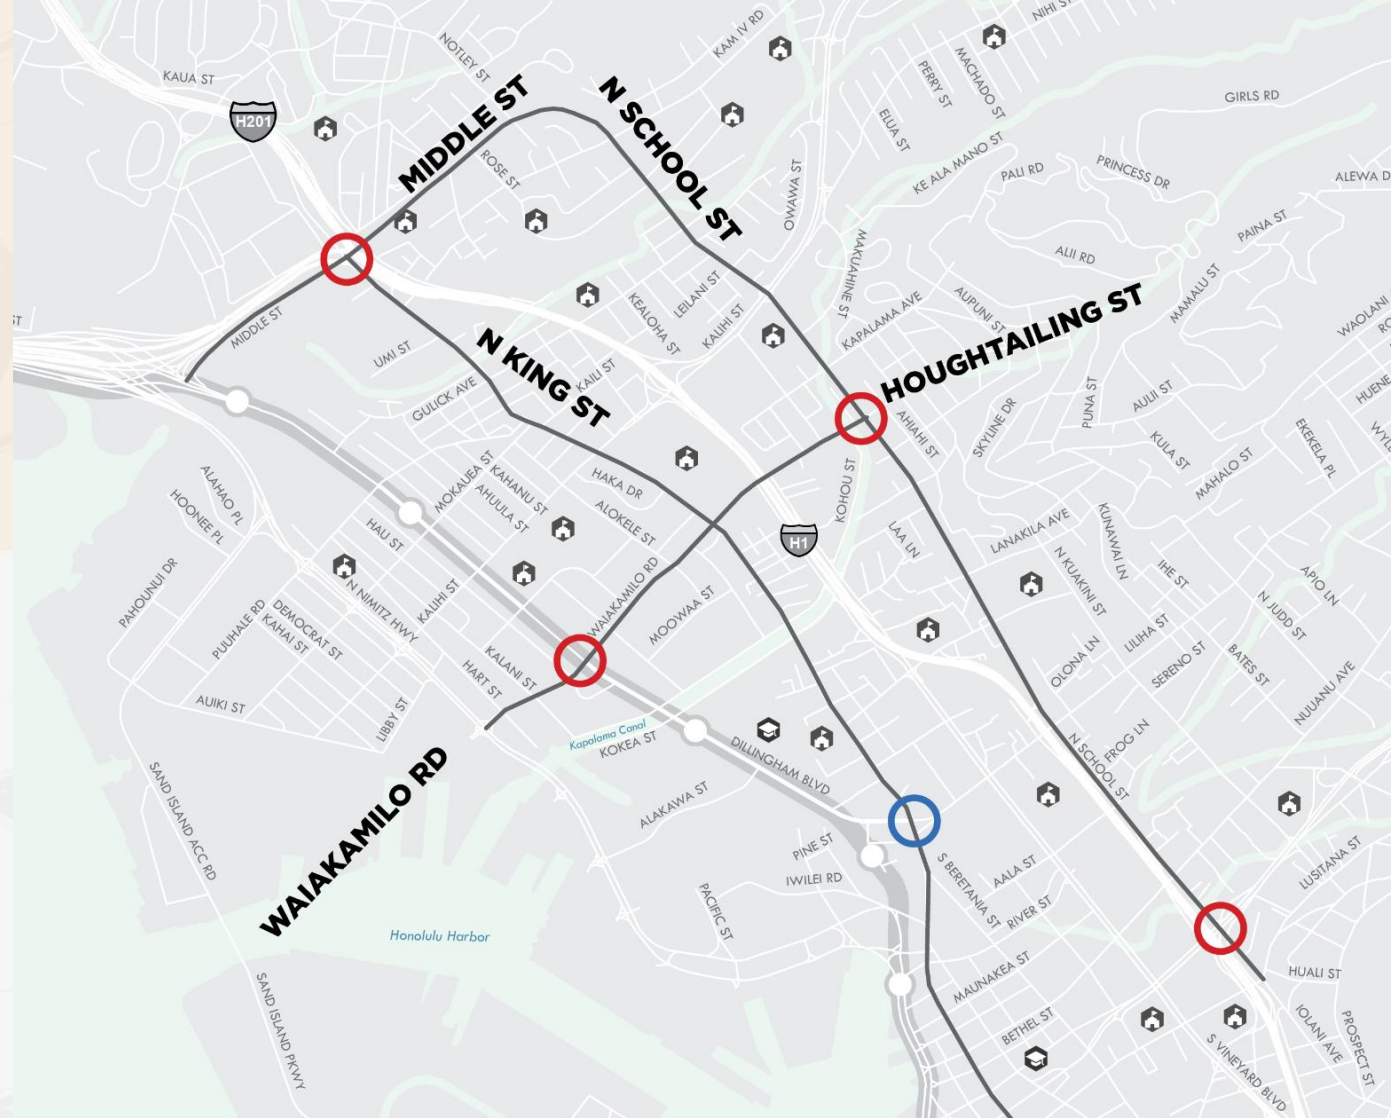 NIHI ST
KAM IV RD
NOTLEY ST
MACHADO ST
PERRY ST
KAUA ST
MIDDLE ST
N SCHOOL ST
GIRLS RD
H201
ELUA ST
KE ALA MANO ST
ROSE ST
OWAWA ST
PALI RD
PRINCESS DR
ALEWA D
PAINA ST
MAKUAHINE ST
ALII RD
LEILANI ST
MAMALU ST
KEALOHA ST
KALIHI ST
KAPALAMA AVE
AUPUNI ST
HOUGHTAILING ST
WAOLANI
ST
MIDDLE ST
UMI ST
N KING ST
KAILI ST
GULICK AVE
PUNA ST
AULII ST
HUENE
AHIAHI ST
SKYLINE DR
KULA ST
EKEKELA PL
WYL
MAHALO ST
MOKAUEA ST
KAHANU ST
AHUULA ST
HAKA DR
ALOKELE ST
KOHOU ST
ALAHAO PL
HOONEE PL
HAU ST
H1
LAA LN
LANAKILA AVE
KUNAWAI LN
N KUAKINI ST
IHE ST
APIO LN
N JUDD ST
PAHOUNUI DR
N NIMITZ HWY
KALIHI ST
WAIAKAMILO RD
MOOWAA ST
PUUHALE RD
DEMOCRAT ST
KAHAI ST
OLONA LN
LILIHA ST
SERENO ST
BATES ST
KALANI ST
HART ST
NUUANU AVE
AUIKI ST
LIBBY ST
Kapalama Canal
KOKEA ST
DILLINGHAM BLVD
N SCHOOL ST
FROG LN
WAIAKAMILO RD
SAND ISLAND ACC RD
ALAKAWA ST
PINE ST
IWILEI RD
S BERETANIA ST
AALA ST
RIVER ST
LUSITANA ST
PACIFIC ST
Honolulu Harbor
MAUNAKEA ST
HUALI ST
SAND ISLAND PKWY
BETHEL ST
IOLANI AVE
PROSPECT ST
S VINEYARD BLVD